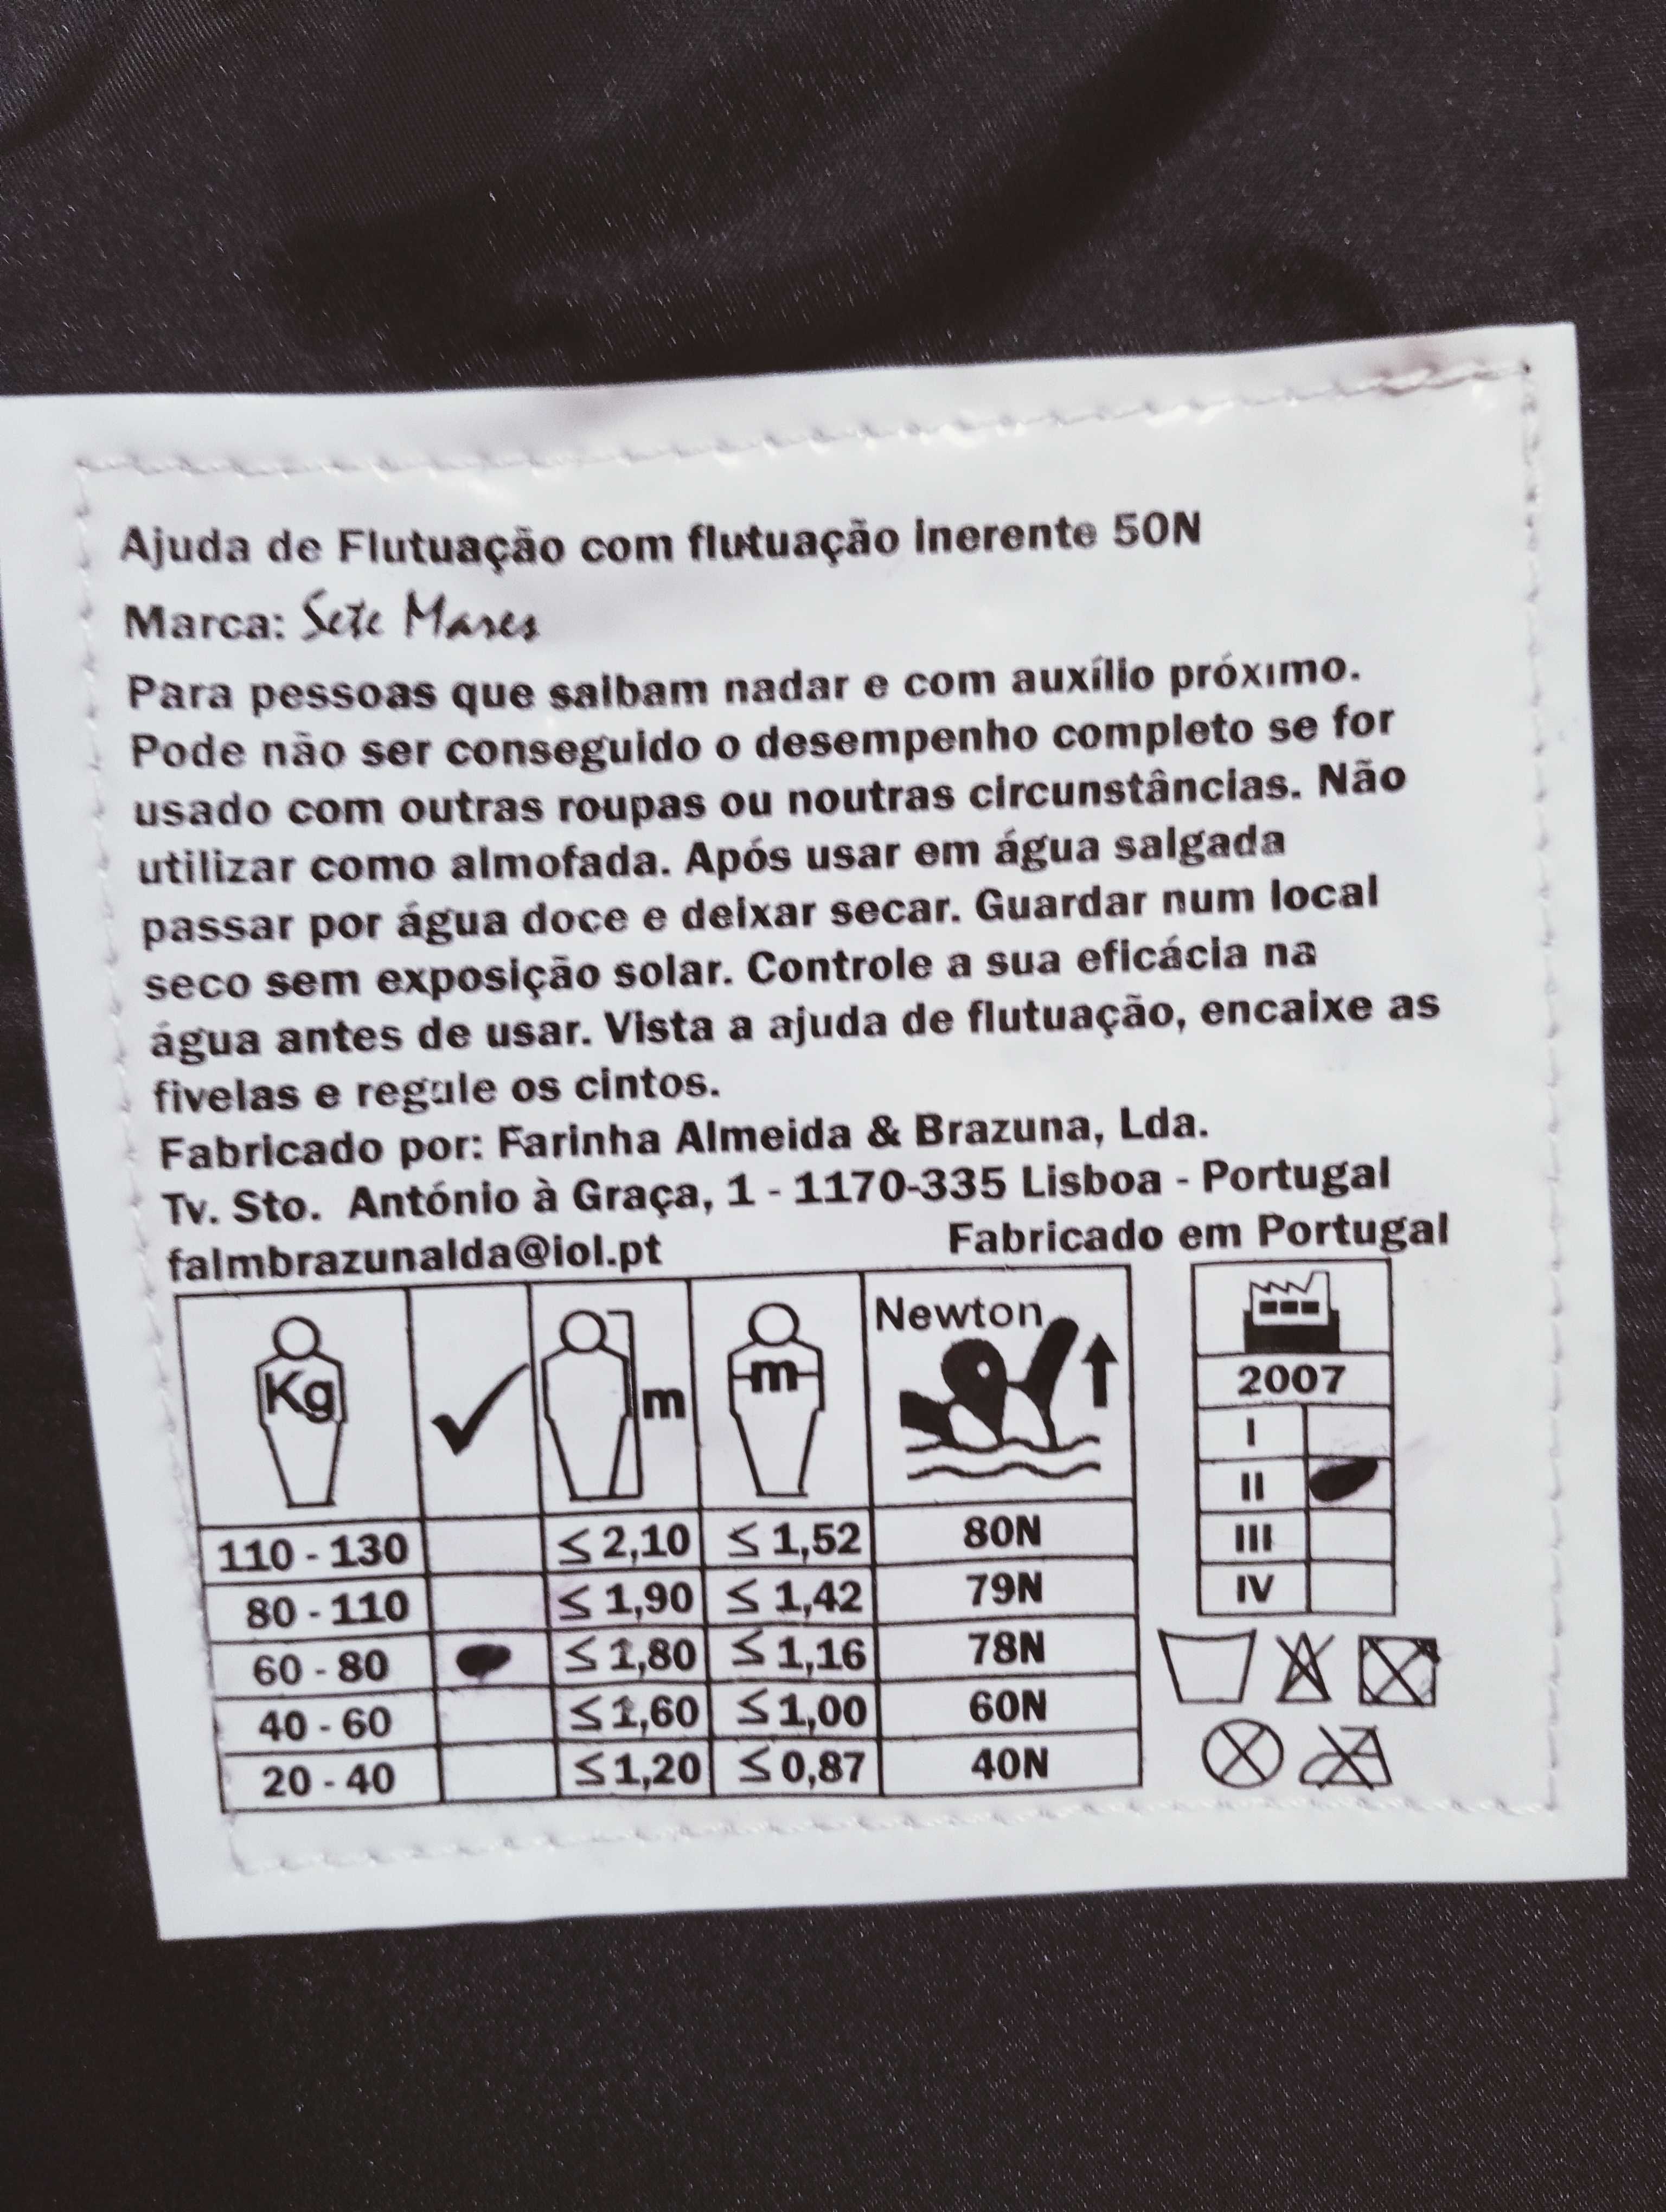 Ajuda de Flutuação com flutuação inerente 50N
Marca: Sete Mares
Para pessoas que saibam nadar e com auxílio próximo.
Pode não ser conseguido o desempenho completo se for
usado com outras roupas ou noutras circunstâncias. Não
utilizar como almofada. Após usar em água salgada
passar por água doce e deixar secar. Guardar num local
seco sem exposição solar. Controle a sua eficácia na
água antes de usar. Vista a ajuda de flutuação, encaixe as
fivelas e regule os cintos.
Fabricado por: Farinha Almeida & Brazuna, Lda.
Tv. Sto. António à Graça, 1 - 1170-335 Lisboa - Portugal
falmbrazunalda@iol.pt Fabricado em Portugal
Kg m m Newton
110 - 130 ≤ 2,10 ≤ 1,52 80N
80 - 110 ≤ 1,90 ≤ 1,42 79N
60 - 80 ≤ 1,80 ≤ 1,16 78N
40 - 60 ≤ 1,60 ≤ 1,00 60N
20 - 40 ≤ 1,20 ≤ 0,87 40N
2007
I
II
III
IV